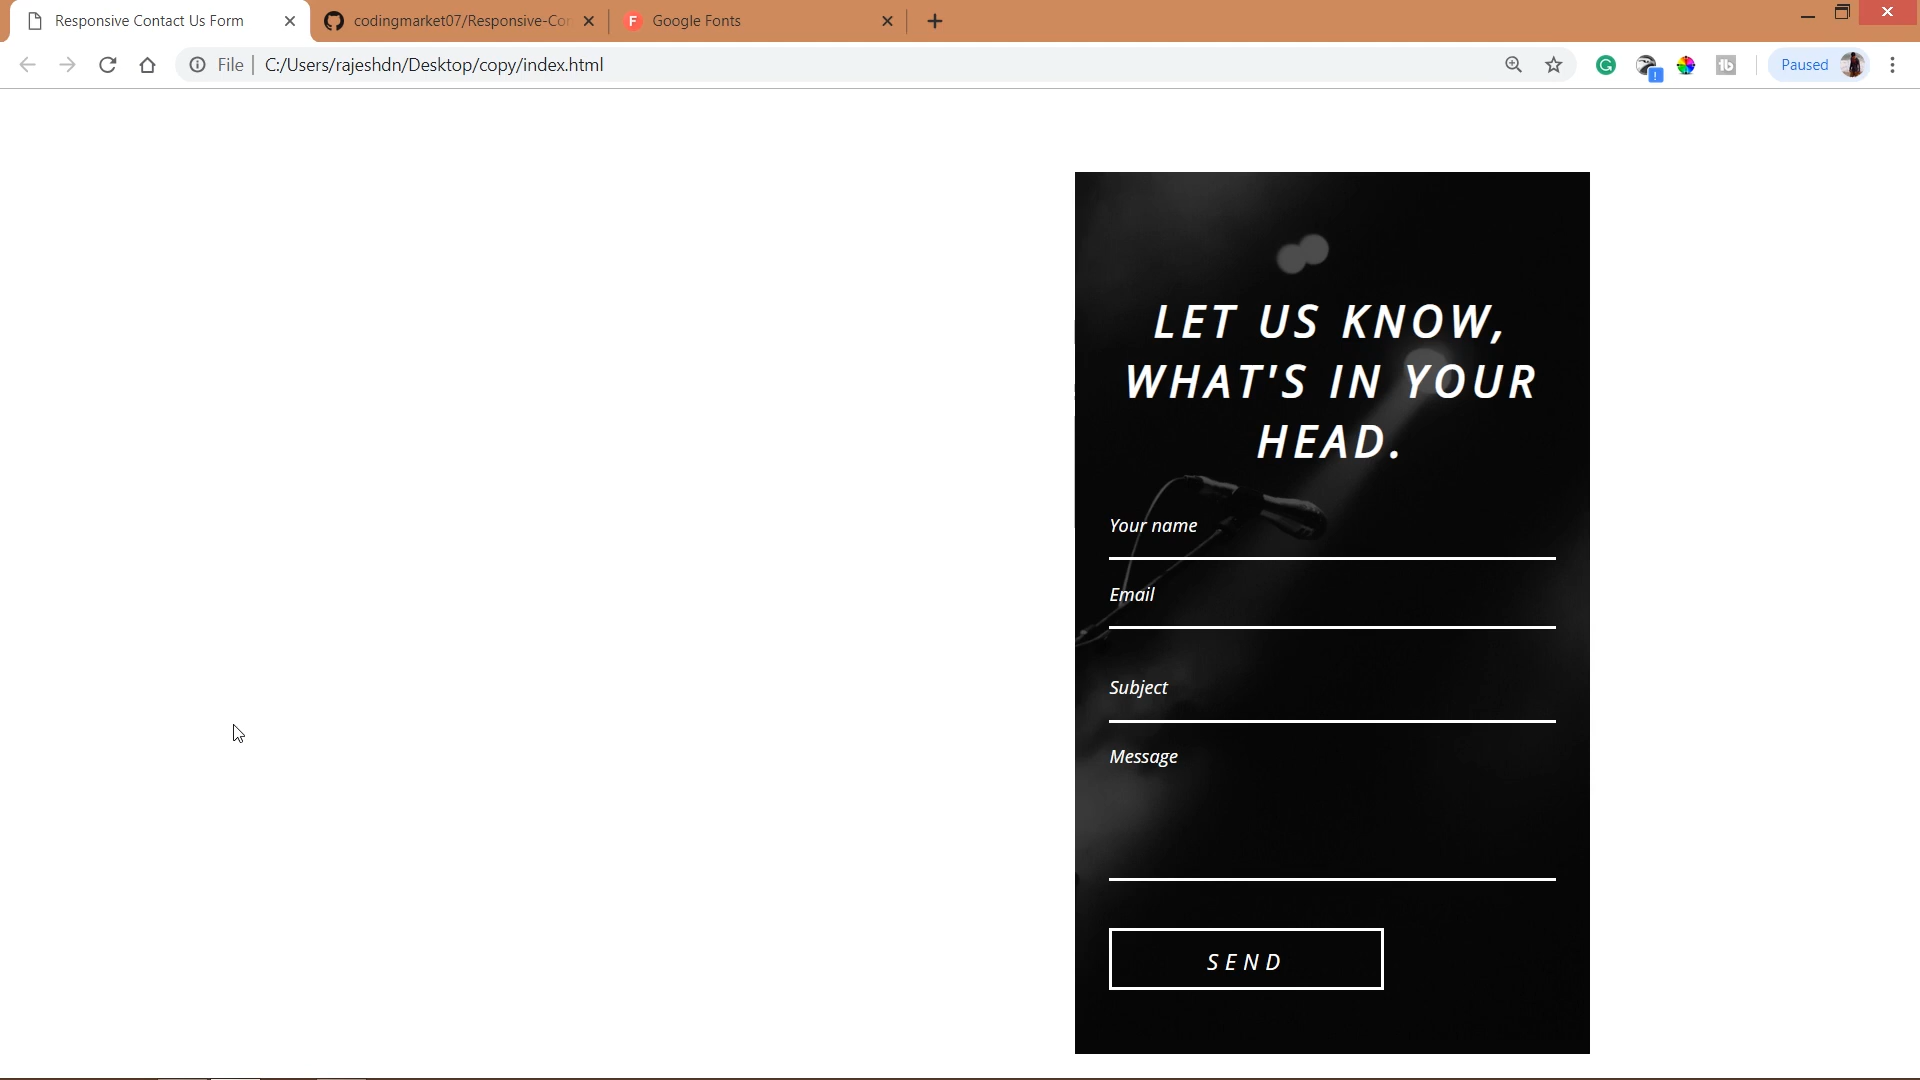 Responsive Contact Us Form
codingmarket07/Responsive-Con
Google Fonts
File
C:/Users/rajeshdn/Desktop/copy/index.html
Paused
LET US KNOW,
WHAT'S IN YOUR
HEAD.
Your name
Email
Subject
Message
SEND